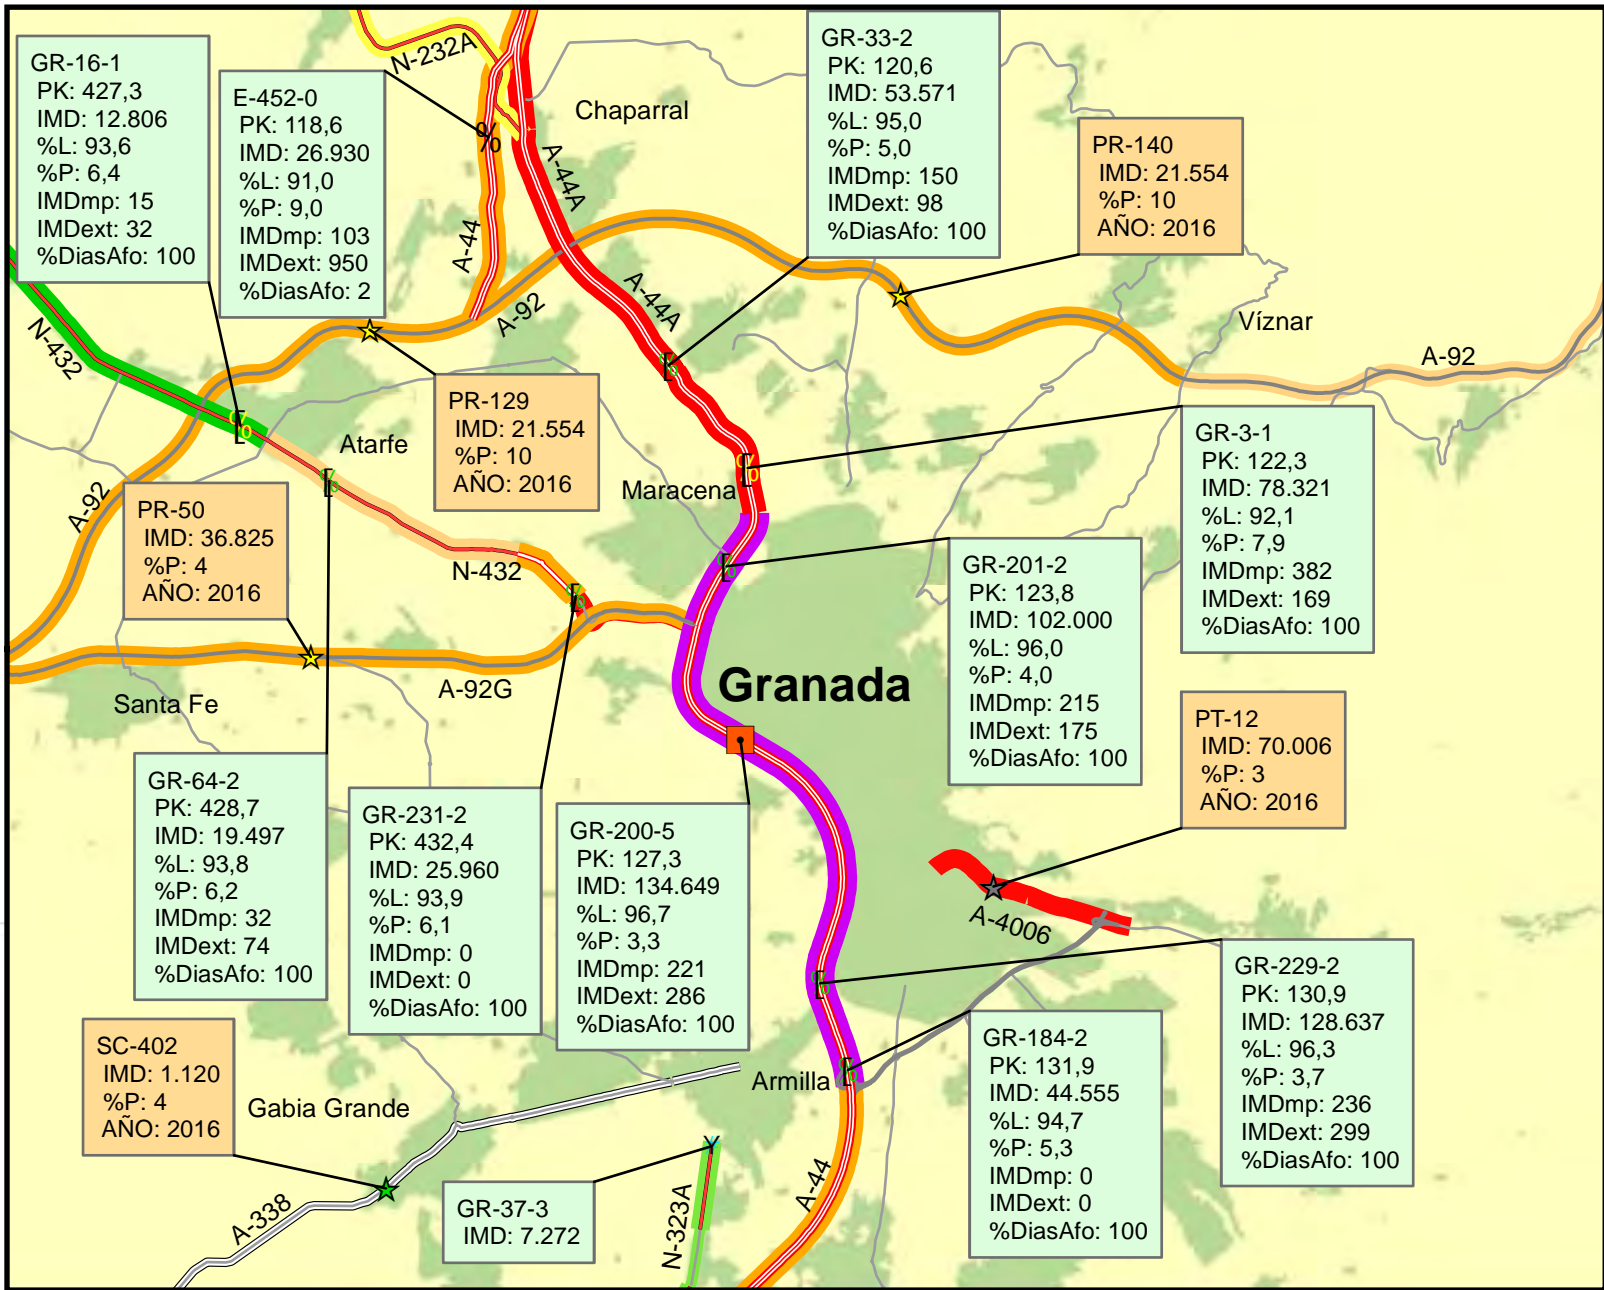 GR-16-1
PK: 427,3
IMD: 12.806
%L: 93,6
%P: 6,4
IMDmp: 15
IMDext: 32
%DiasAfo: 100
E-452-0
PK: 118,6
IMD: 26.930
%L: 91,0
%P: 9,0
IMDmp: 103
IMDext: 950
%DiasAfo: 2
N-232A
Chaparral
GR-33-2
PK: 120,6
IMD: 53.571
%L: 95,0
%P: 5,0
IMDmp: 150
IMDext: 98
%DiasAfo: 100
PR-140
IMD: 21.554
%P: 10
AÑO: 2016
%
A-44A
A-44
A-92
A-44A
N-432
Víznar
A-92
PR-129
IMD: 21.554
%P: 10
AÑO: 2016
Atarfe
Maracena
GR-3-1
PK: 122,3
IMD: 78.321
%L: 92,1
%P: 7,9
IMDmp: 382
IMDext: 169
%DiasAfo: 100
A-92
PR-50
IMD: 36.825
%P: 4
AÑO: 2016
N-432
GR-201-2
PK: 123,8
IMD: 102.000
%L: 96,0
%P: 4,0
IMDmp: 215
IMDext: 175
%DiasAfo: 100
Santa Fe
A-92G
Granada
PT-12
IMD: 70.006
%P: 3
AÑO: 2016
GR-64-2
PK: 428,7
IMD: 19.497
%L: 93,8
%P: 6,2
IMDmp: 32
IMDext: 74
%DiasAfo: 100
GR-231-2
PK: 432,4
IMD: 25.960
%L: 93,9
%P: 6,1
IMDmp: 0
IMDext: 0
%DiasAfo: 100
GR-200-5
PK: 127,3
IMD: 134.649
%L: 96,7
%P: 3,3
IMDmp: 221
IMDext: 286
%DiasAfo: 100
A-4006
GR-229-2
PK: 130,9
IMD: 128.637
%L: 96,3
%P: 3,7
IMDmp: 236
IMDext: 299
%DiasAfo: 100
GR-184-2
PK: 131,9
IMD: 44.555
%L: 94,7
%P: 5,3
IMDmp: 0
IMDext: 0
%DiasAfo: 100
SC-402
IMD: 1.120
%P: 4
AÑO: 2016
Gabia Grande
Armilla
A-338
GR-37-3
IMD: 7.272
Y
N-323A
A-44